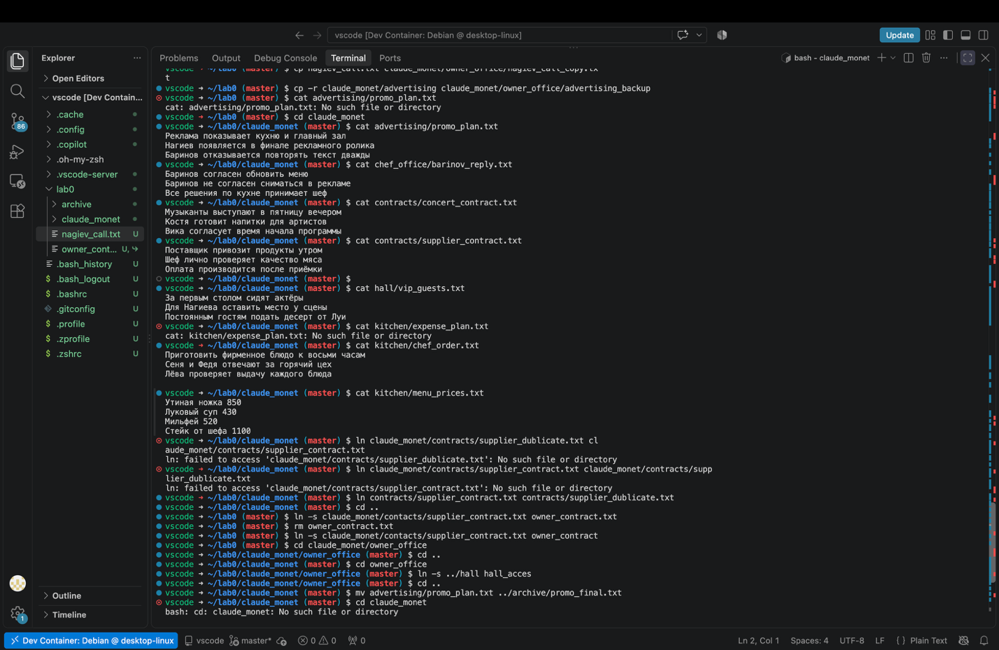 vscode [Dev Container: Debian @ desktop-linux]
Update
Explorer
Problems
Output
Debug Console
Terminal
Ports
bash - claude_monet
Open Editors
vscode [Dev Contain...
.cache
.config
.copilot
.oh-my-zsh
.vscode-server
lab0
archive
claude_monet
nagiev_call.txt U
owner_cont... U,
.bash_history U
.bash_logout U
$ .bashrc U
.gitconfig U
$ .profile U
$ .zprofile U
$ .zshrc U
86
Outline
Timeline
1
vscode → ~/lab0 (master) $ cp nagiev_call.txt claude_monet/owner_office/nagiev_call_copy.tx
t
vscode → ~/lab0 (master) $ cp -r claude_monet/advertising claude_monet/owner_office/advertising_backup
vscode → ~/lab0 (master) $ cat advertising/promo_plan.txt
cat: advertising/promo_plan.txt: No such file or directory
vscode → ~/lab0 (master) $ cd claude_monet
vscode → ~/lab0/claude_monet (master) $ cat advertising/promo_plan.txt
Реклама показывает кухню и главный зал
Нагиев появляется в финале рекламного ролика
Баринов отказывается повторять текст дважды
vscode → ~/lab0/claude_monet (master) $ cat chef_office/barinov_reply.txt
Баринов согласен обновить меню
Баринов не согласен сниматься в рекламе
Все решения по кухне принимает шеф
vscode → ~/lab0/claude_monet (master) $ cat contracts/concert_contract.txt
Музыканты выступают в пятницу вечером
Костя готовит напитки для артистов
Вика согласует время начала программы
vscode → ~/lab0/claude_monet (master) $ cat contracts/supplier_contract.txt
Поставщик привозит продукты утром
Шеф лично проверяет качество мяса
Оплата производится после приёмки
vscode → ~/lab0/claude_monet (master) $
vscode → ~/lab0/claude_monet (master) $ cat hall/vip_guests.txt
За первым столом сидят актёры
Для Нагиева оставить место у сцены
Постоянным гостям подать десерт от Луи
vscode → ~/lab0/claude_monet (master) $ cat kitchen/expense_plan.txt
cat: kitchen/expense_plan.txt: No such file or directory
vscode → ~/lab0/claude_monet (master) $ cat kitchen/chef_order.txt
Приготовить фирменное блюдо к восьми часам
Сеня и Федя отвечают за горячий цех
Лёва проверяет выдачу каждого блюда
vscode → ~/lab0/claude_monet (master) $ cat kitchen/menu_prices.txt
Утиная ножка 850
Луковый суп 430
Мильфей 520
Стейк от шефа 1100
vscode → ~/lab0/claude_monet (master) $ ln claude_monet/contracts/supplier_dublicate.txt cl
aude_monet/contracts/supplier_contract.txt
ln: failed to access 'claude_monet/contracts/supplier_dublicate.txt': No such file or directory
vscode → ~/lab0/claude_monet (master) $ ln claude_monet/contracts/supplier_contract.txt claude_monet/contracts/supp
lier_dublicate.txt
ln: failed to access 'claude_monet/contracts/supplier_contract.txt': No such file or directory
vscode → ~/lab0/claude_monet (master) $ ln contracts/supplier_contract.txt contracts/supplier_dublicate.txt
vscode → ~/lab0/claude_monet (master) $ cd ..
vscode → ~/lab0 (master) $ ln -s claude_monet/contacts/supplier_contract.txt owner_contract.txt
vscode → ~/lab0 (master) $ rm owner_contract.txt
vscode → ~/lab0 (master) $ ln -s claude_monet/contacts/supplier_contract.txt owner_contract
vscode → ~/lab0 (master) $ cd claude_monet/owner_office
vscode → ~/lab0/claude_monet/owner_office (master) $ cd ..
vscode → ~/lab0/claude_monet (master) $ cd owner_office
vscode → ~/lab0/claude_monet/owner_office (master) $ ln -s ../hall hall_acces
vscode → ~/lab0/claude_monet/owner_office (master) $ cd ..
vscode → ~/lab0/claude_monet (master) $ mv advertising/promo_plan.txt ../archive/promo_final.txt
vscode → ~/lab0/claude_monet (master) $ cd claude_monet
bash: cd: claude_monet: No such file or directory
Dev Container: Debian @ desktop-linux
vscode
master*
0
0
0
Ln 2, Col 1
Spaces: 4
UTF-8
LF
{ } Plain Text